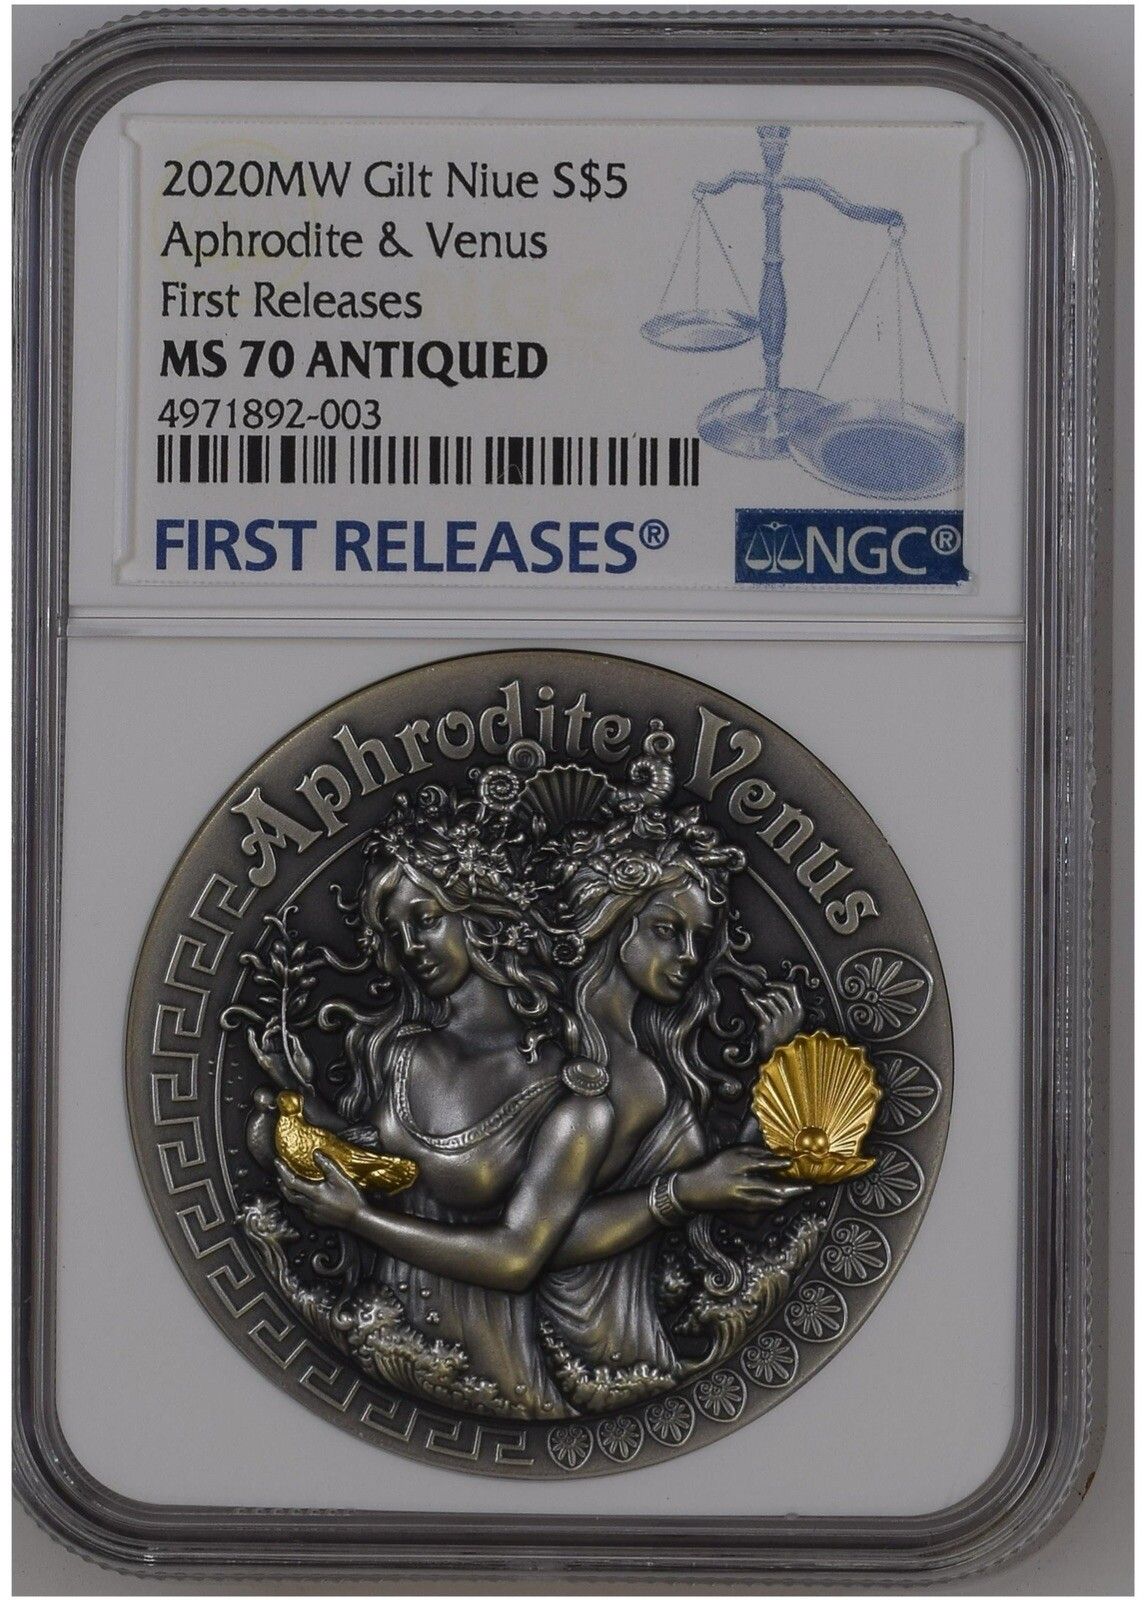 2020MW Gilt Niue S$5
Aphrodite & Venus
First Releases
MS 70 ANTIQUED
4971892-003
FIRST RELEASES®
NGC®
Aphrodite Venus